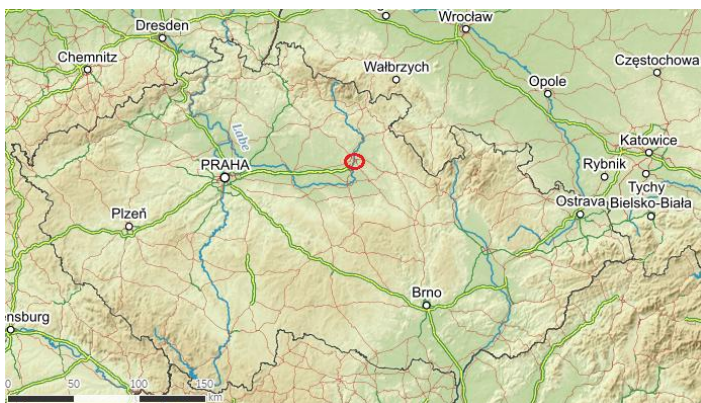 Dresden
Wrocław
Chemnitz
Wałbrzych
Częstochowa
Opole
Labe
Katowice
PRAHA
Rybnik
Tychy
Ostrava
Bielsko-Biała
Plzeň
Brno
ensburg
0 50 100 150
km